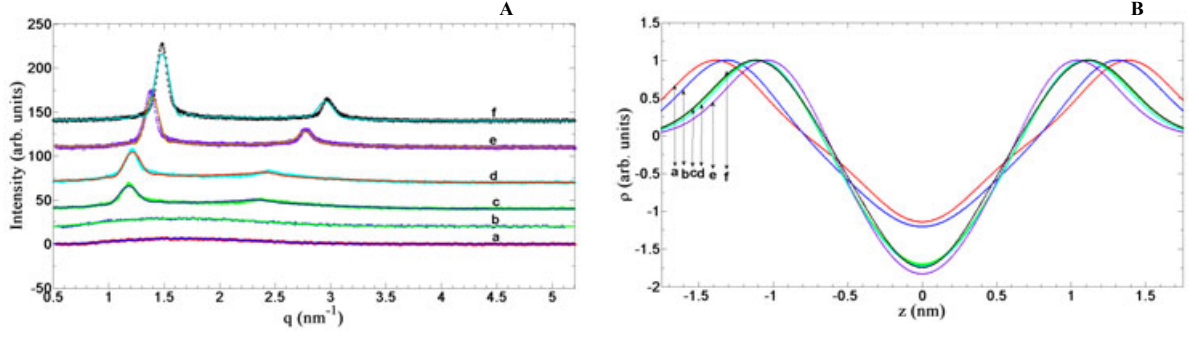 A
250
200
150
100
50
0
-50
Intensity (arb. units)
f
e
d
c
b
a
0.5 1 1.5 2 2.5 3 3.5 4 4.5 5
q (nm⁻¹)
B
1.5
1
0.5
0
-0.5
-1
-1.5
-2
ρ (arb. units)
a b c d e f
-1.5 -1 -0.5 0 0.5 1 1.5
z (nm)